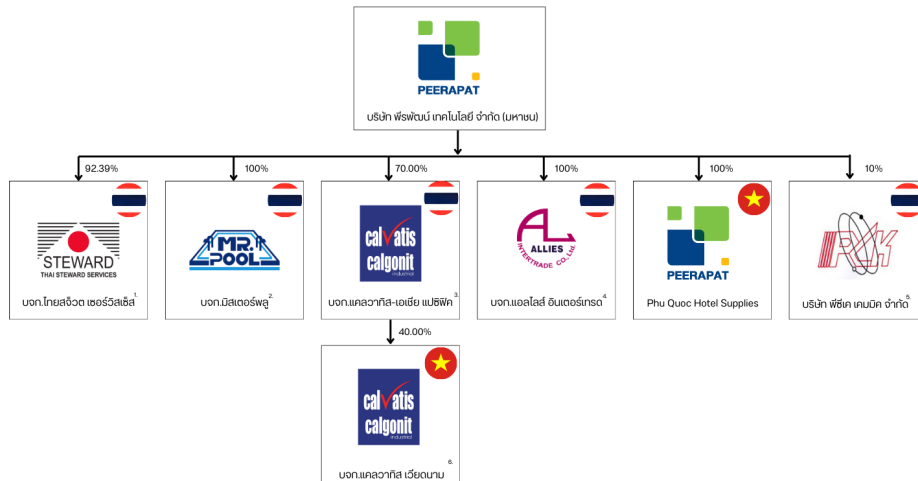 PEERAPAT
บริษัท พีรพัฒน์ เทคโนโลยี จำกัด (มหาชน)
92.39%
100%
70.00%
100%
100%
10%
STEWARD
THAI STEWARD SERVICES
บจก.ไทยสจ๊วต เซอร์วิสเซ็ส 1.
MR.
POOL
บจก.มิสเตอร์พลู 2.
calvatis
calgonit
industrial
บจก.แคลวาทิส-เอเชีย แปซิฟิค 3.
AL
ALLIES
INTERTRADE CO.,Ltd.
บจก.แอลไลส์ อินเตอร์เทรด 4.
PEERAPAT
Phu Quoc Hotel Supplies
บริษัท พีซีเค เคมมิค จำกัด 5.
40.00%
calvatis
calgonit
industrial
บจก.แคลวาทิส เวียดนาม 6.